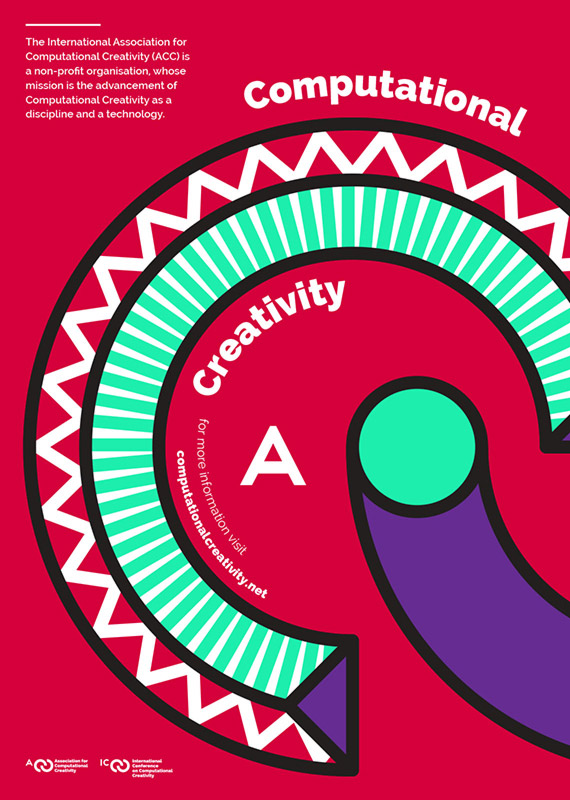 The International Association for
Computational Creativity (ACC) is
a non-profit organisation, whose
mission is the advancement of
Computational Creativity as a
discipline and a technology.
Computational
Creativity
A
for more information visit
computationalcreativity.net
A
Association for
Computational
Creativity
IC
International
Conference
on Computational
Creativity